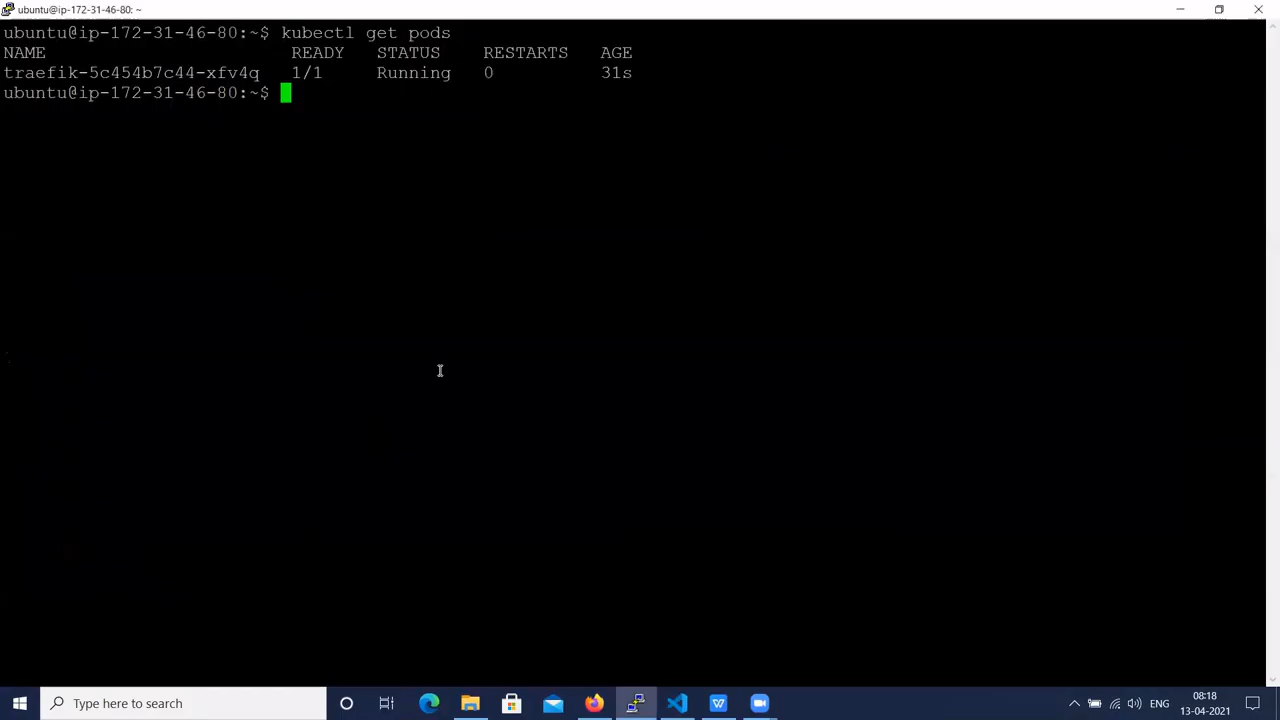 ubuntu@ip-172-31-46-80: ~
ubuntu@ip-172-31-46-80:~$ kubectl get pods
NAME READY STATUS RESTARTS AGE
traefik-5c454b7c44-xfv4q 1/1 Running 0 31s
ubuntu@ip-172-31-46-80:~$
Type here to search
W
ENG
08:18
13-04-2021